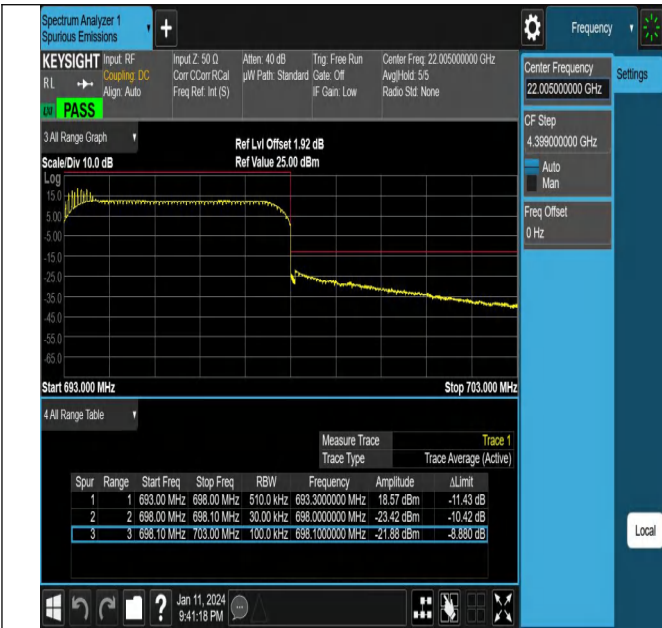 Spectrum Analyzer 1
Spurious Emissions
+
Frequency
KEYSIGHT Input: RF Input Z: 50 Ω Atten: 40 dB Trig: Free Run Center Freq: 22.005000000 GHz
RL Coupling: DC Corr CCorr RCal µW Path: Standard Gate: Off Avg|Hold: 5/5
Align: Auto Freq Ref: Int (S) IF Gain: Low Radio Std: None
PASS
Center Frequency
22.005000000 GHz
Settings
CF Step
4.399000000 GHz
Auto
Man
Freq Offset
0 Hz
3 All Range Graph
Ref Lvl Offset 1.92 dB
Scale/Div 10.0 dB Ref Value 25.00 dBm
Log
15.0
5.00
-5.00
-15.0
-25.0
-35.0
-45.0
-55.0
-65.0
Start 693.000 MHz Stop 703.000 MHz
4 All Range Table
Measure Trace Trace 1
Trace Type Trace Average (Active)
Spur Range Start Freq Stop Freq RBW Frequency Amplitude ΔLimit
1 1 693.00 MHz 698.00 MHz 510.0 kHz 693.3000000 MHz 18.57 dBm -11.43 dB
2 2 698.00 MHz 698.10 MHz 30.00 kHz 698.0000000 MHz -23.42 dBm -10.42 dB
3 3 698.10 MHz 703.00 MHz 100.0 kHz 698.1000000 MHz -21.88 dBm -8.880 dB
Local
? Jan 11, 2024
9:41:18 PM